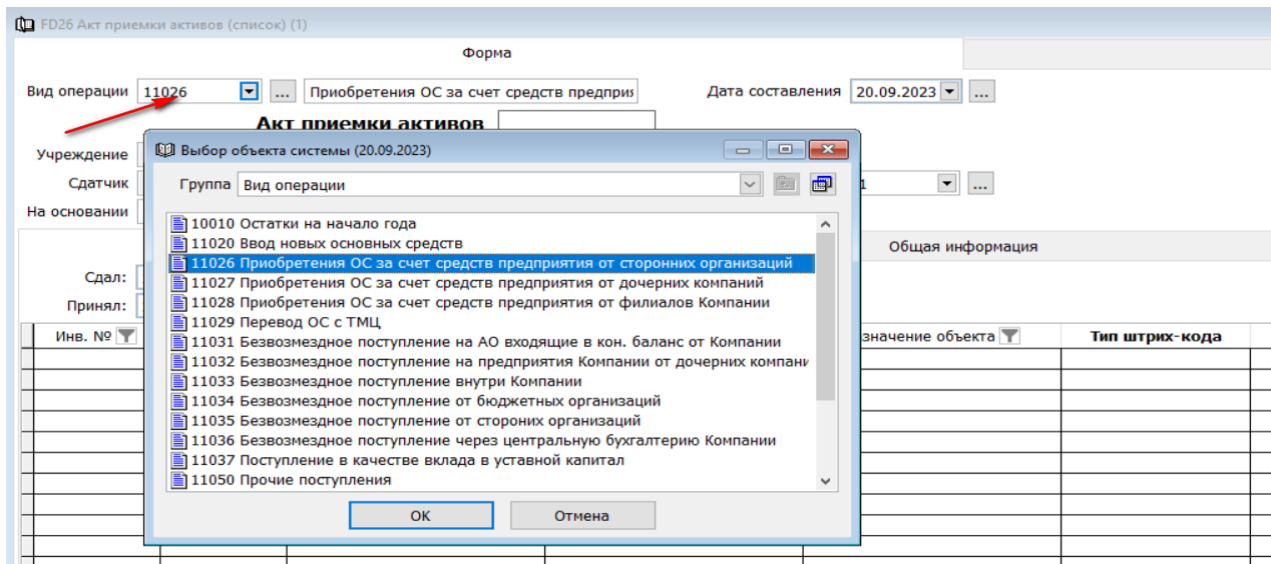 FD26 Акт приемки активов (список) (1)
Форма
Вид операции 11026 ... Приобретения ОС за счет средств предприя Дата составления 20.09.2023 ...
Акт приемки активов
Учреждение
Выбор объекта системы (20.09.2023)
Сдатчик
Группа Вид операции
1 ...
На основании
10010 Остатки на начало года
11020 Ввод новых основных средств
Общая информация
11026 Приобретения ОС за счет средств предприятия от сторонних организаций
Сдал:
11027 Приобретения ОС за счет средств предприятия от дочерних компаний
Принял:
11028 Приобретения ОС за счет средств предприятия от филиалов Компании
11029 Перевод ОС с ТМЦ
Инв. № значение объекта Тип штрих-кода
11031 Безвозмездное поступление на АО входящие в кон. баланс от Компании
11032 Безвозмездное поступление на предприятия Компании от дочерних компани
11033 Безвозмездное поступление внутри Компании
11034 Безвозмездное поступление от бюджетных организаций
11035 Безвозмездное поступление от стороних организаций
11036 Безвозмездное поступление через центральную бухгалтерию Компании
11037 Поступление в качестве вклада в уставной капитал
11050 Прочие поступления
ОК Отмена